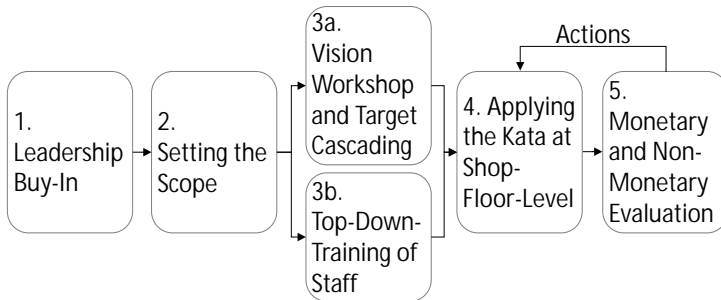 1.
Leadership
Buy-In
2.
Setting the
Scope
3a.
Vision
Workshop
and Target
Cascading
3b.
Top-Down-
Training of
Staff
Actions
4. Applying
the Kata at
Shop-
Floor-Level
5.
Monetary
and Non-
Monetary
Evaluation